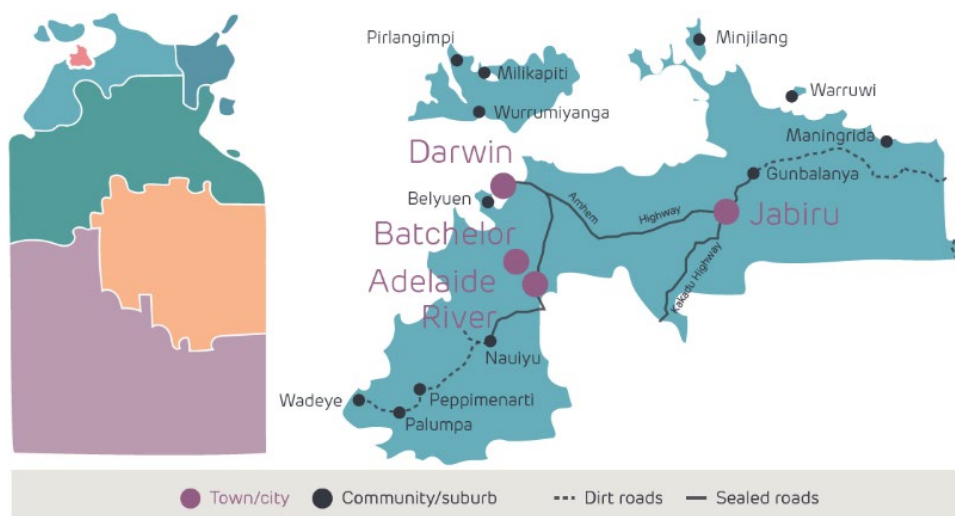 Pirlangimpi
Milikapiti
Wurrumiyanga
Minjilang
Warruwi
Maningrida
Gunbalanya
Darwin
Belyuen
Arnhem
Highway
Jabiru
Batchelor
Kakadu Highway
Adelaide
River
Nauiyu
Wadeye
Peppimenarti
Palumpa
Town/city
Community/suburb
Dirt roads
Sealed roads